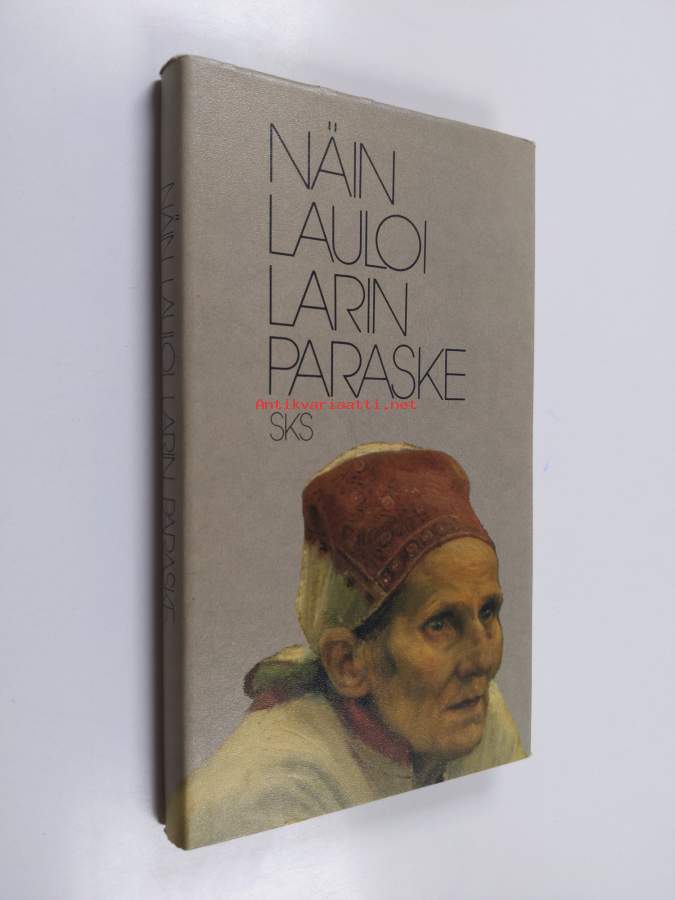 NÄIN
LAULOI
LARIN
PARASKE
Antikvariaatti.net
SKS
NÄIN LAULOI LARIN PARASKE